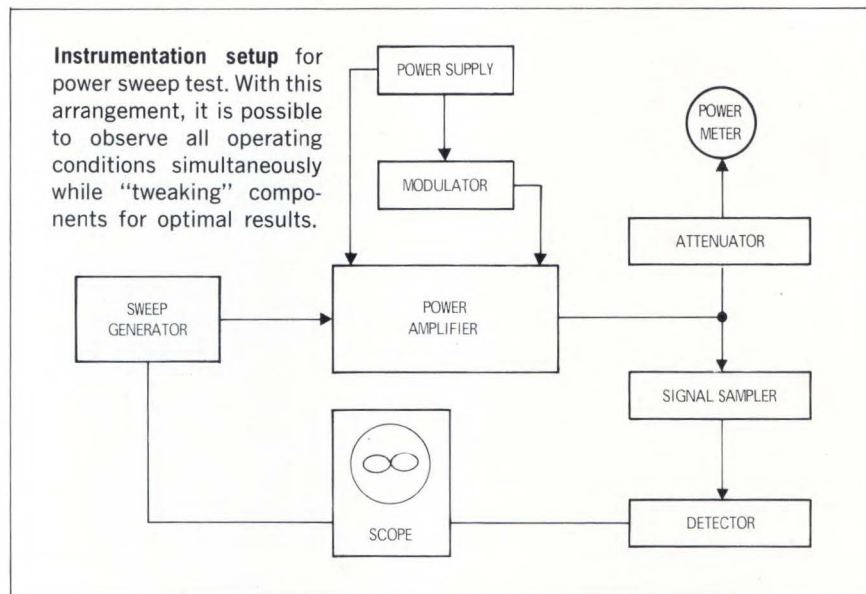 Instrumentation setup for
power sweep test. With this
arrangement, it is possible
to observe all operating
conditions simultaneously
while “tweaking” compo-
nents for optimal results.
POWER SUPPLY
POWER
METER
MODULATOR
ATTENUATOR
SWEEP
GENERATOR
POWER
AMPLIFIER
SIGNAL SAMPLER
SCOPE
DETECTOR